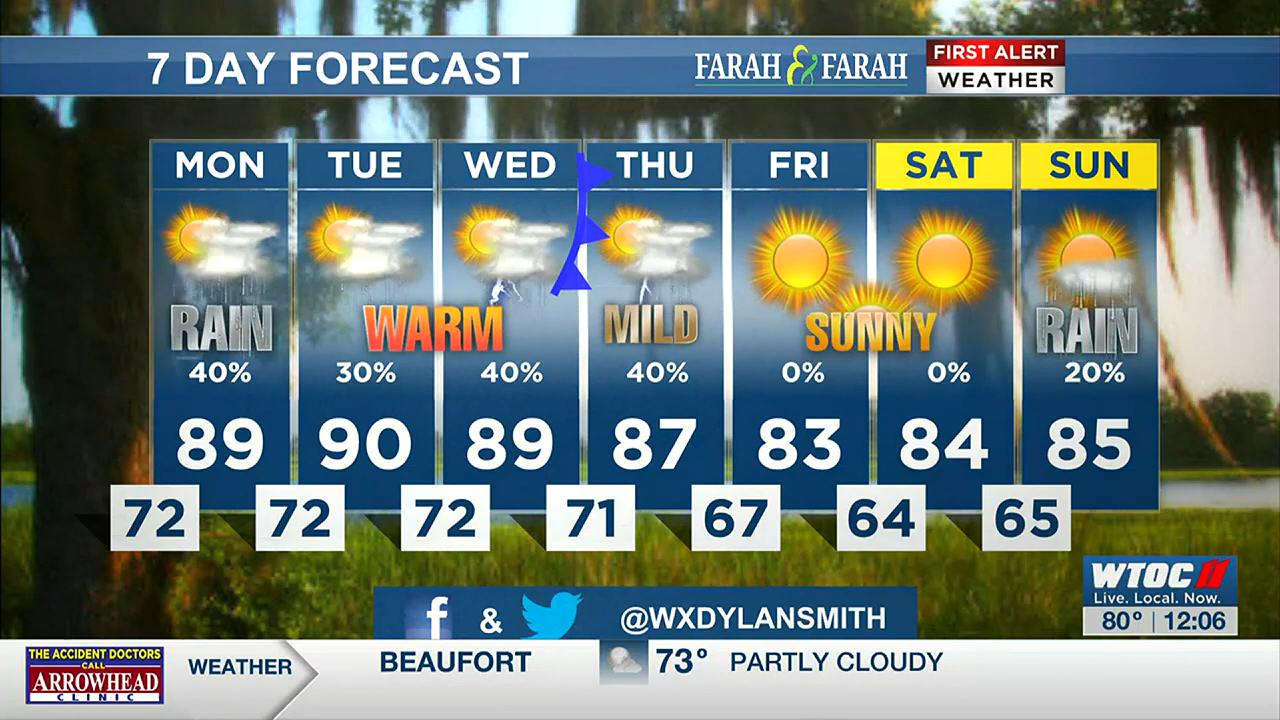 7 DAY FORECAST
FARAH & FARAH
FIRST ALERT
WEATHER
MON TUE WED THU FRI SAT SUN
RAIN WARM MILD SUNNY RAIN
40% 30% 40% 40% 0% 0% 20%
89 90 89 87 83 84 85
72 72 72 71 67 64 65
WTOC 11
Live. Local. Now.
80° | 12:06
f & @WXDYLANSMITH
THE ACCIDENT DOCTORS
CALL
ARROWHEAD
CLINIC
WEATHER
BEAUFORT 73° PARTLY CLOUDY